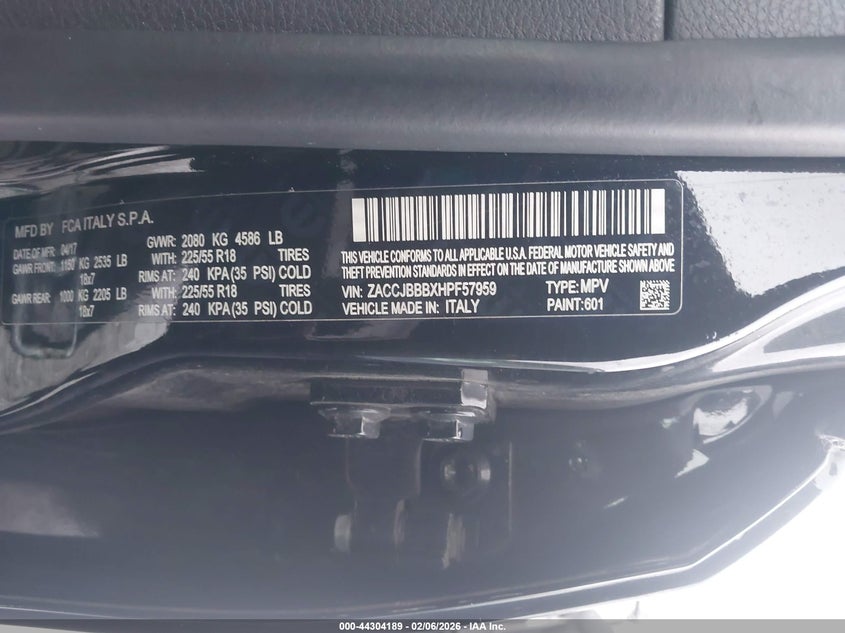 MFD BY FCA ITALY S.P.A.
DATE OF MFR 04/17 GVWR: 2080 KG 4586 LB
GAWR FRONT: 1150 KG 2535 LB WITH: 225/55 R18 TIRES
18x7 RIMS AT: 240 KPA(35 PSI) COLD
GAWR REAR: 1000 KG 2205 LB WITH: 225/55 R18 TIRES
18x7 RIMS AT: 240 KPA(35 PSI) COLD
THIS VEHICLE CONFORMS TO ALL APPLICABLE U.S.A. FEDERAL MOTOR VEHICLE SAFETY AND
THEFT PREVENTION STANDARDS IN EFFECT ON THE DATE OF MANUFACTURE SHOWN ABOVE
VIN: ZACCJBBBXHPF57959 TYPE: MPV
VEHICLE MADE IN: ITALY PAINT:601
000-44304189 - 02/06/2026 - IAA Inc.